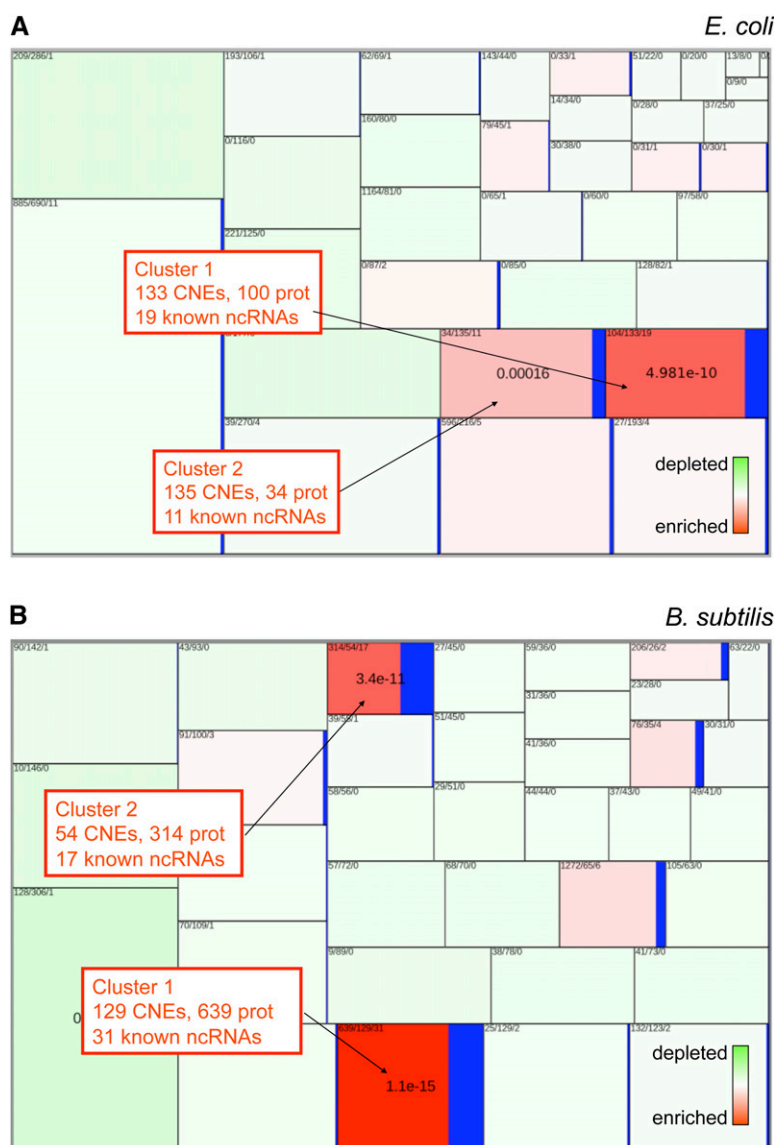 A
E. coli
209/286/1
193/106/1
62/69/1
143/44/0
0/33/1
51/22/0
0/20/0
13/8/0
0/9/0
14/34/0
0/28/0
37/25/0
160/80/0
79/45/1
30/38/0
0/31/1
0/30/1
0/116/0
1164/81/0
0/65/1
0/60/0
97/58/0
885/690/11
221/125/0
0/87/2
0/85/0
128/82/1
Cluster 1
133 CNEs, 100 prot
19 known ncRNAs
34/135/11
104/133/19
0.00016
4.981e-10
39/270/4
596/216/5
27/193/4
Cluster 2
135 CNEs, 34 prot
11 known ncRNAs
depleted
enriched
B
B. subtilis
90/142/1
43/93/0
314/54/17
27/45/0
59/36/0
206/26/2
63/22/0
3.4e-11
23/28/0
31/36/0
39/58/1
51/45/0
76/35/4
30/31/0
91/100/3
41/36/0
10/146/0
58/56/0
29/51/0
44/44/0
37/43/0
49/41/0
Cluster 2
54 CNEs, 314 prot
17 known ncRNAs
57/72/0
68/70/0
1272/65/6
105/63/0
128/306/1
70/109/1
9/89/0
38/78/0
41/73/0
Cluster 1
129 CNEs, 639 prot
31 known ncRNAs
639/129/31
25/129/2
132/123/2
1.1e-15
depleted
enriched